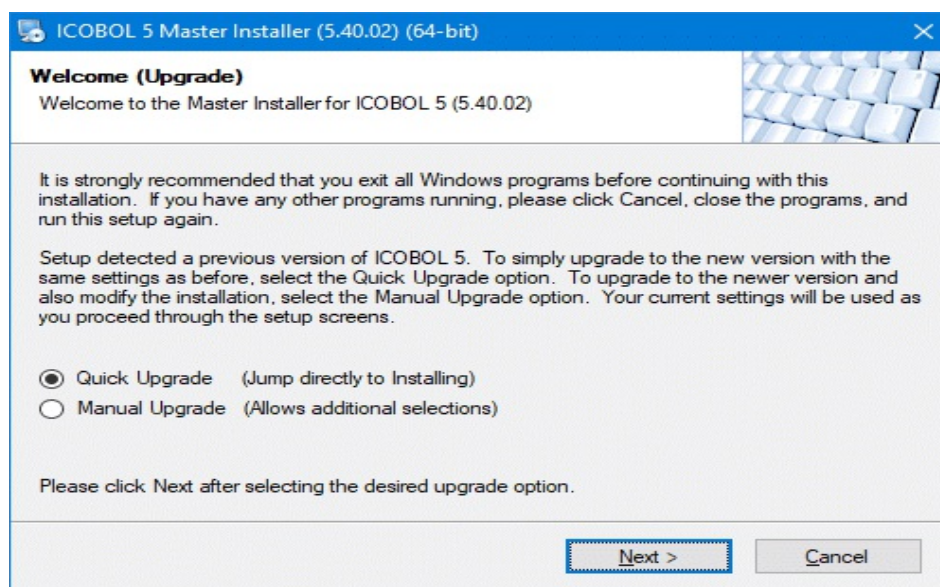 ICOBOL 5 Master Installer (5.40.02) (64-bit)
Welcome (Upgrade)
Welcome to the Master Installer for ICOBOL 5 (5.40.02)
It is strongly recommended that you exit all Windows programs before continuing with this
installation. If you have any other programs running, please click Cancel, close the programs, and
run this setup again.
Setup detected a previous version of ICOBOL 5. To simply upgrade to the new version with the
same settings as before, select the Quick Upgrade option. To upgrade to the newer version and
also modify the installation, select the Manual Upgrade option. Your current settings will be used as
you proceed through the setup screens.
Quick Upgrade (Jump directly to Installing)
Manual Upgrade (Allows additional selections)
Please click Next after selecting the desired upgrade option.
Next > Cancel